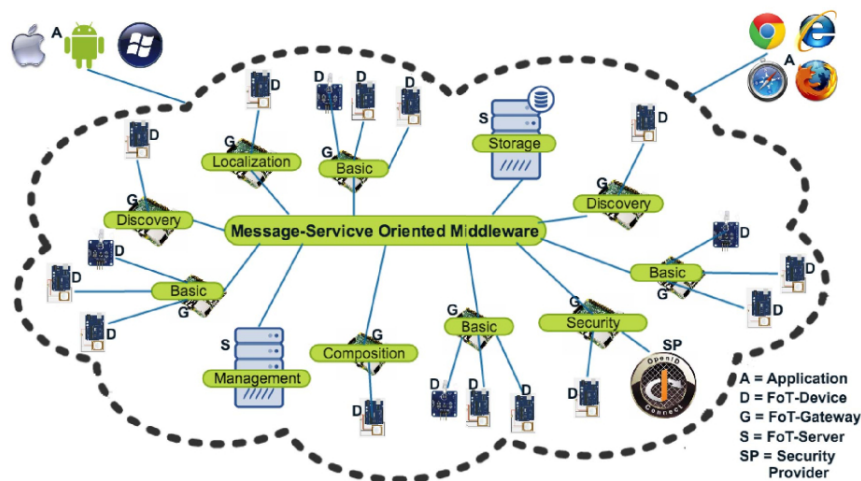 A
A
D
D
D
D
S
Storage
D
G
Localization
G
Basic
D
G
Discovery
G
Discovery
Message-Servicve Oriented Middleware
D
D
Basic
G
D
G
Basic
D
D
D
S
Management
G
Composition
D
G
Basic
D
D
D
G
Security
D
SP
OpenID
Connect
A = Application
D = FoT-Device
G = FoT-Gateway
S = FoT-Server
SP = Security
Provider